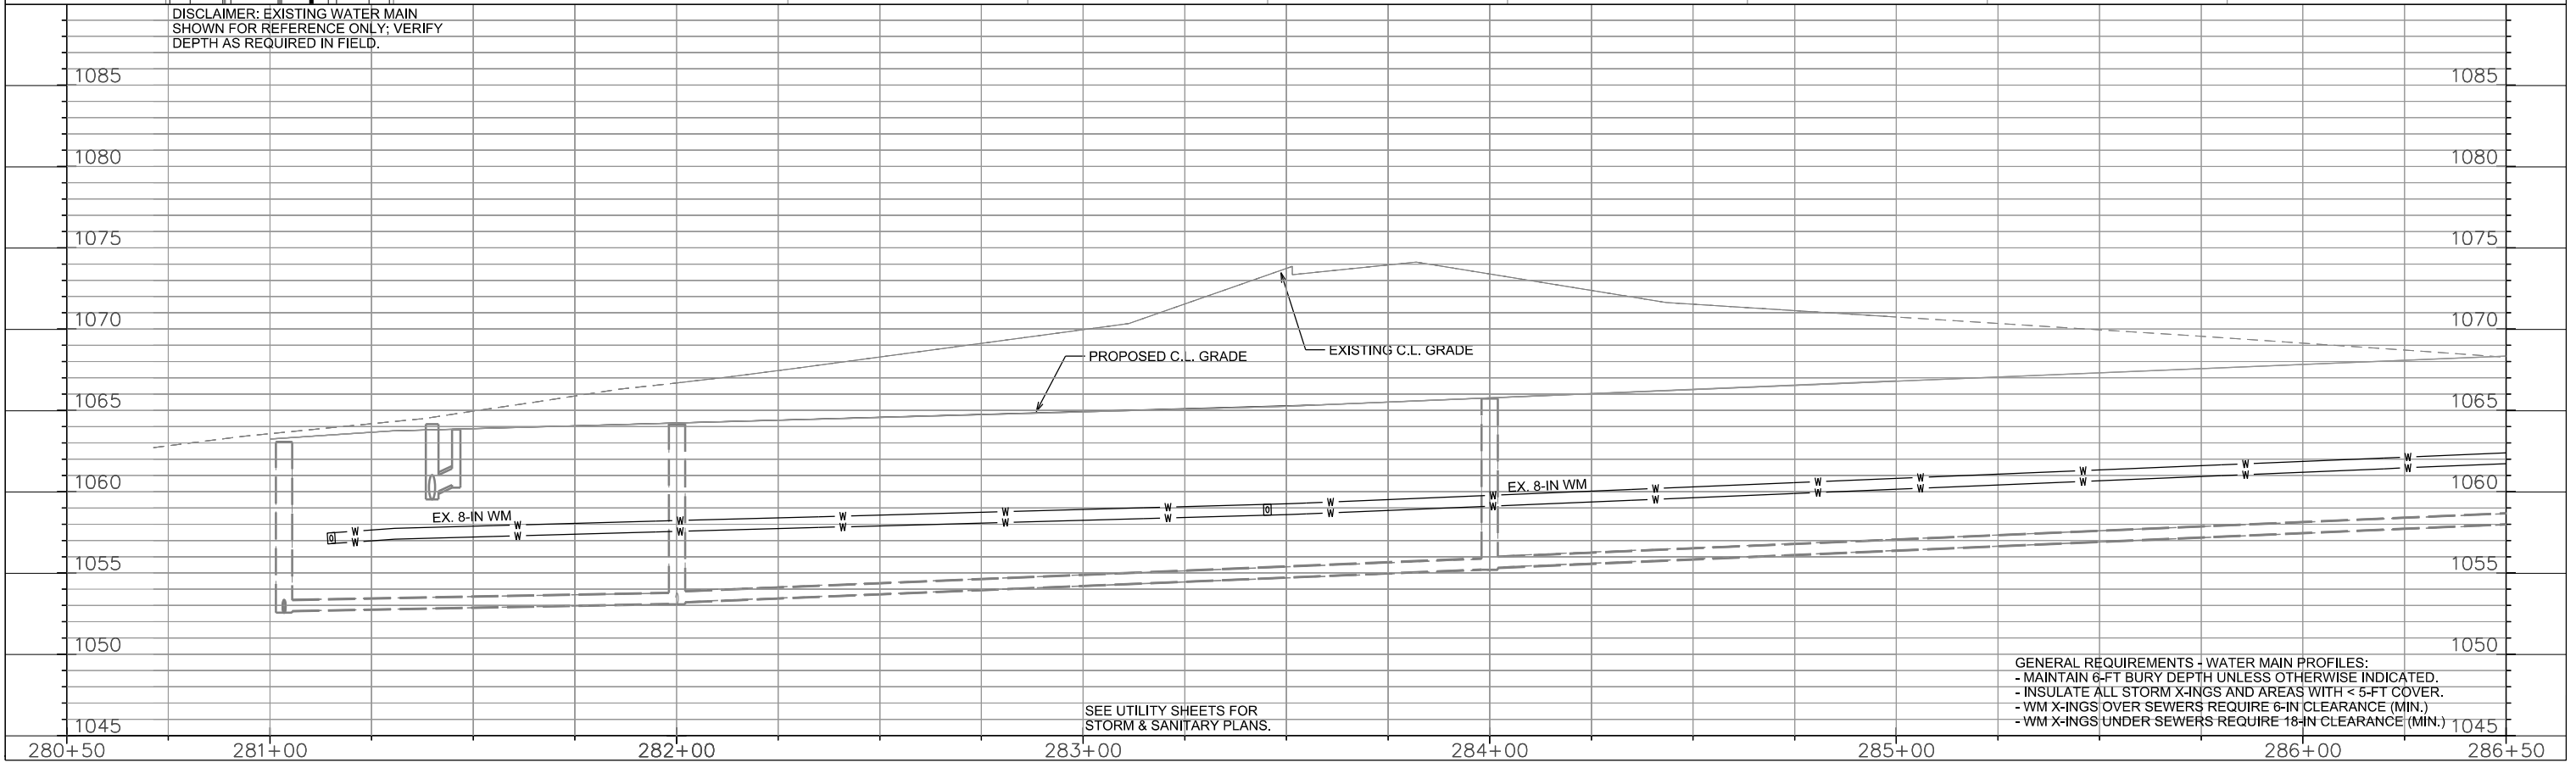 DISCLAIMER: EXISTING WATER MAIN
SHOWN FOR REFERENCE ONLY; VERIFY
DEPTH AS REQUIRED IN FIELD.
1085
1085
1080
1080
1075
1075
1070
1070
PROPOSED C.L. GRADE
EXISTING C.L. GRADE
1065
1065
1060
1060
EX. 8-IN WM
EX. 8-IN WM
W W W W W W W W W W W W W
W W W W W W W W W W W W W
1055
1055
1050
1050
GENERAL REQUIREMENTS - WATER MAIN PROFILES:
- MAINTAIN 6-FT BURY DEPTH UNLESS OTHERWISE INDICATED.
- INSULATE ALL STORM X-INGS AND AREAS WITH < 5-FT COVER.
- WM X-INGS OVER SEWERS REQUIRE 6-IN CLEARANCE (MIN.)
- WM X-INGS UNDER SEWERS REQUIRE 18-IN CLEARANCE (MIN.)
SEE UTILITY SHEETS FOR
STORM & SANITARY PLANS.
1045
1045
280+50 281+00 282+00 283+00 284+00 285+00 286+00 286+50